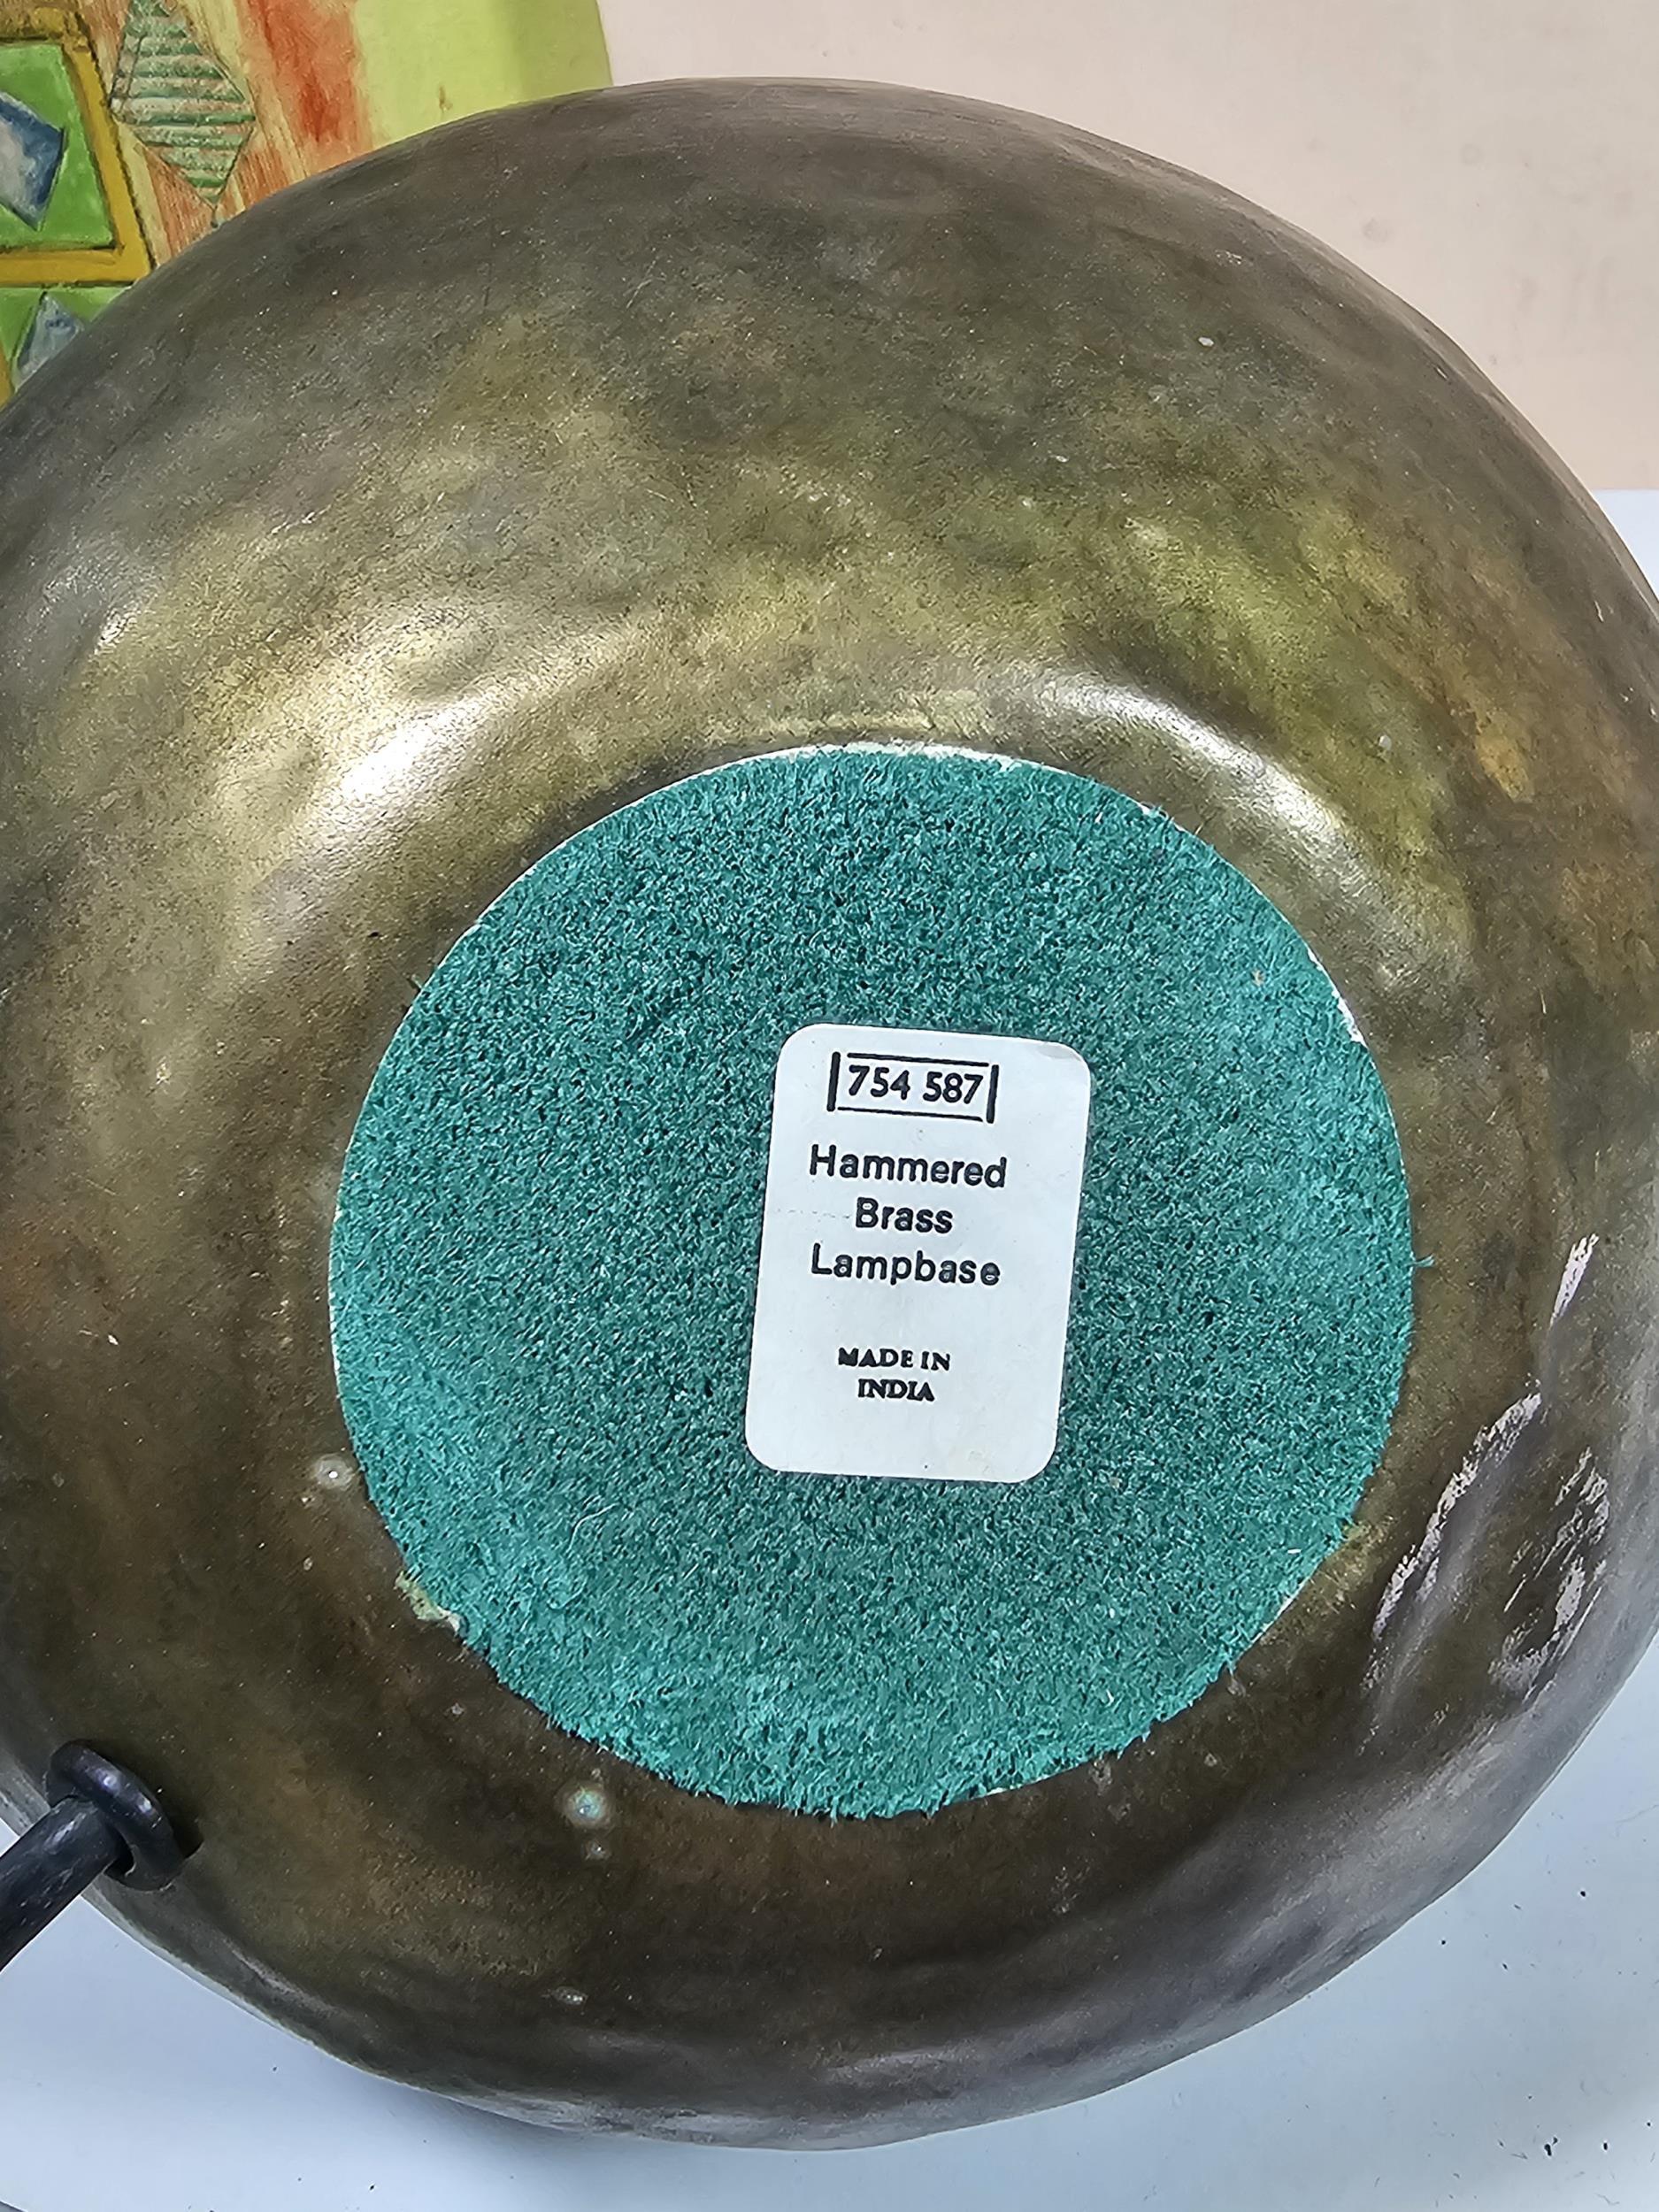 754 587
Hammered
Brass
Lampbase
MADE IN
INDIA